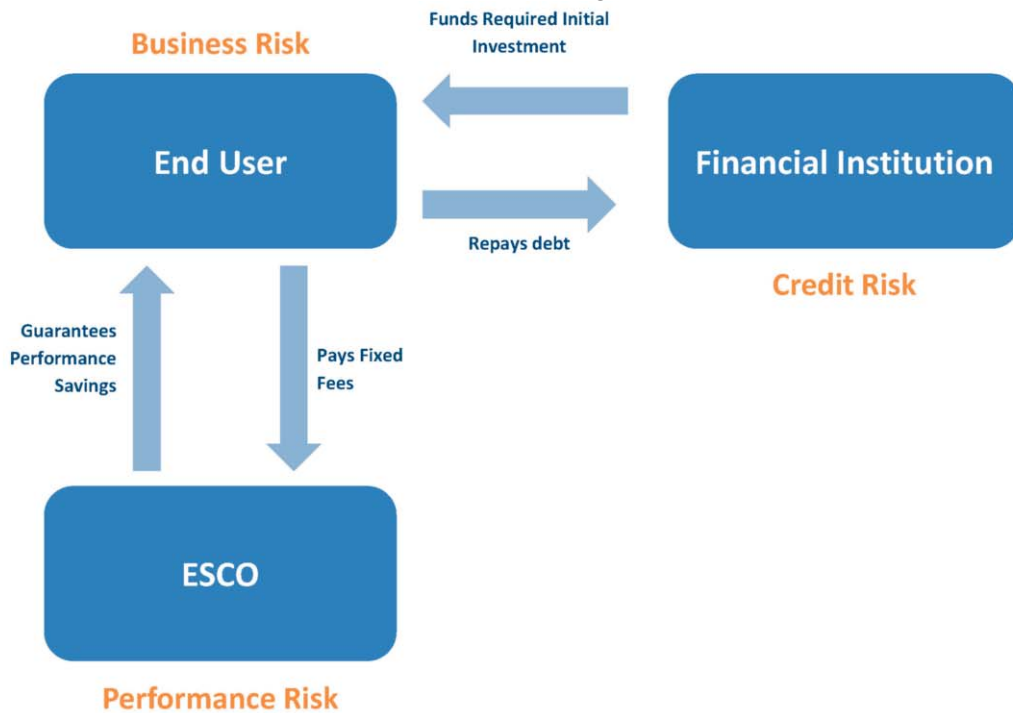 Funds Required Initial
Investment
Business Risk
End User
Financial Institution
Repays debt
Credit Risk
Guarantees
Performance
Savings
Pays Fixed
Fees
ESCO
Performance Risk